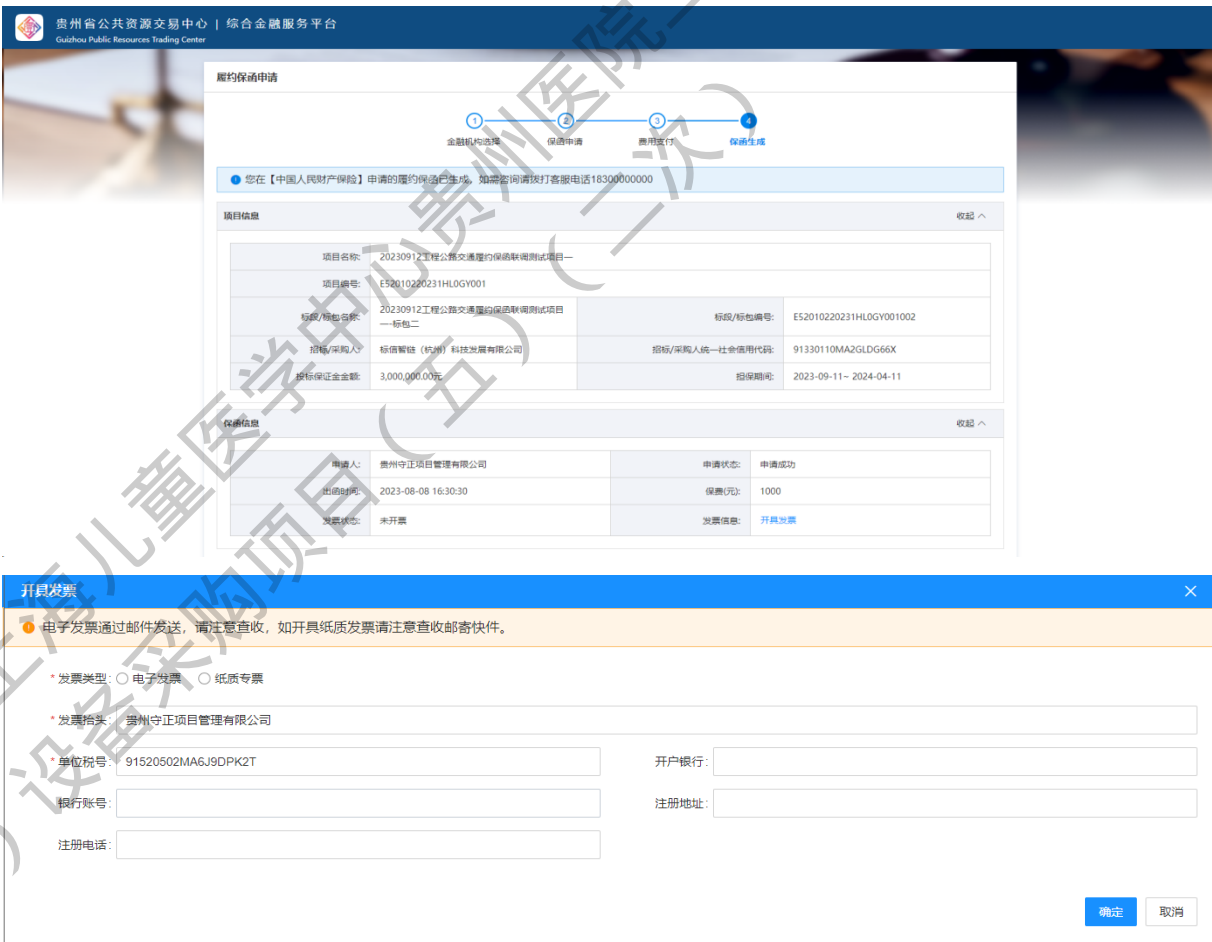 贵州省公共资源交易中心 | 综合金融服务平台
Guizhou Public Resources Trading Center
履约保函申请
1 2 3 4
金融机构选择 保函申请 费用支付 保函生成
您在【中国人民财产保险】申请的履约保函已生成，如需咨询请拨打客服电话18300000000
项目信息 收起
项目名称: 20230912工程公路交通履约保函联调测试项目一
项目编号: E52010220231HL0GY001
标段/标包名称: 20230912工程公路交通履约保函联调测试项目
一-标包二
标段/标包编号: E52010220231HL0GY001002
招标/采购人: 标信智链（杭州）科技发展有限公司 招标/采购人统一社会信用代码: 91330110MA2GLDG66X
投标保证金金额: 3,000,000.00元 担保期间: 2023-09-11~ 2024-04-11
保函信息 收起
申请人: 贵州守正项目管理有限公司 申请状态: 申请成功
出函时间: 2023-08-08 16:30:30 保费(元): 1000
发票状态: 未开票 发票信息: 开具发票
开具发票
电子发票通过邮件发送，请注意查收，如开具纸质发票请注意查收邮寄快件。
* 发票类型: 电子发票 纸质专票
* 发票抬头: 贵州守正项目管理有限公司
* 单位税号: 91520502MA6J9DPK2T 开户银行:
银行账号: 注册地址:
注册电话:
确定 取消
上海儿童医学中心贵州医院
）设备采购项目（五）（二次）